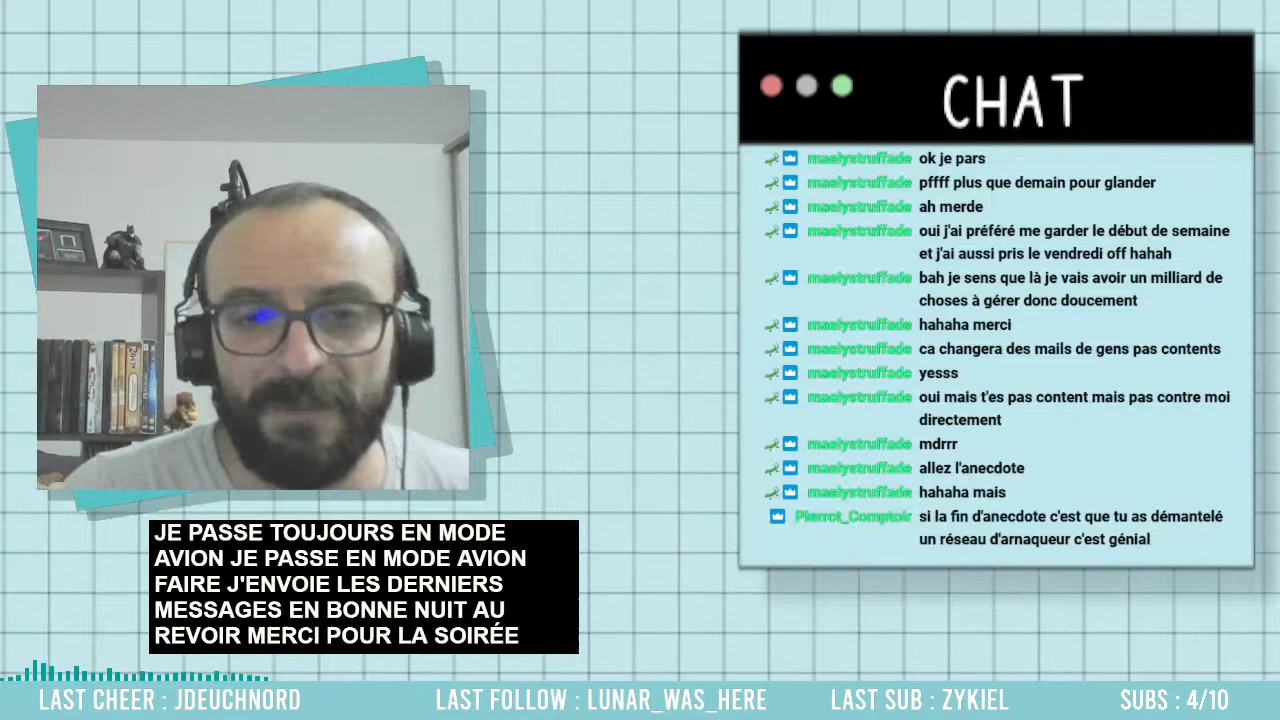 CHAT
maelystruffade ok je pars
maelystruffade pffff plus que demain pour glander
maelystruffade ah merde
maelystruffade oui j'ai préféré me garder le début de semaine
et j'ai aussi pris le vendredi off hahah
maelystruffade bah je sens que là je vais avoir un milliard de
choses à gérer donc doucement
maelystruffade hahaha merci
maelystruffade ca changera des mails de gens pas contents
maelystruffade yesss
maelystruffade oui mais t'es pas content mais pas contre moi
directement
maelystruffade mdrrr
maelystruffade allez l'anecdote
maelystruffade hahaha mais
Pierrot_Comptoir si la fin d'anecdote c'est que tu as démantelé
un réseau d'arnaqueur c'est génial
JE PASSE TOUJOURS EN MODE
AVION JE PASSE EN MODE AVION
FAIRE J'ENVOIE LES DERNIERS
MESSAGES EN BONNE NUIT AU
REVOIR MERCI POUR LA SOIRÉE
LAST CHEER : JDEUCHNORD
LAST FOLLOW : LUNAR_WAS_HERE
LAST SUB : ZYKIEL
SUBS : 4/10